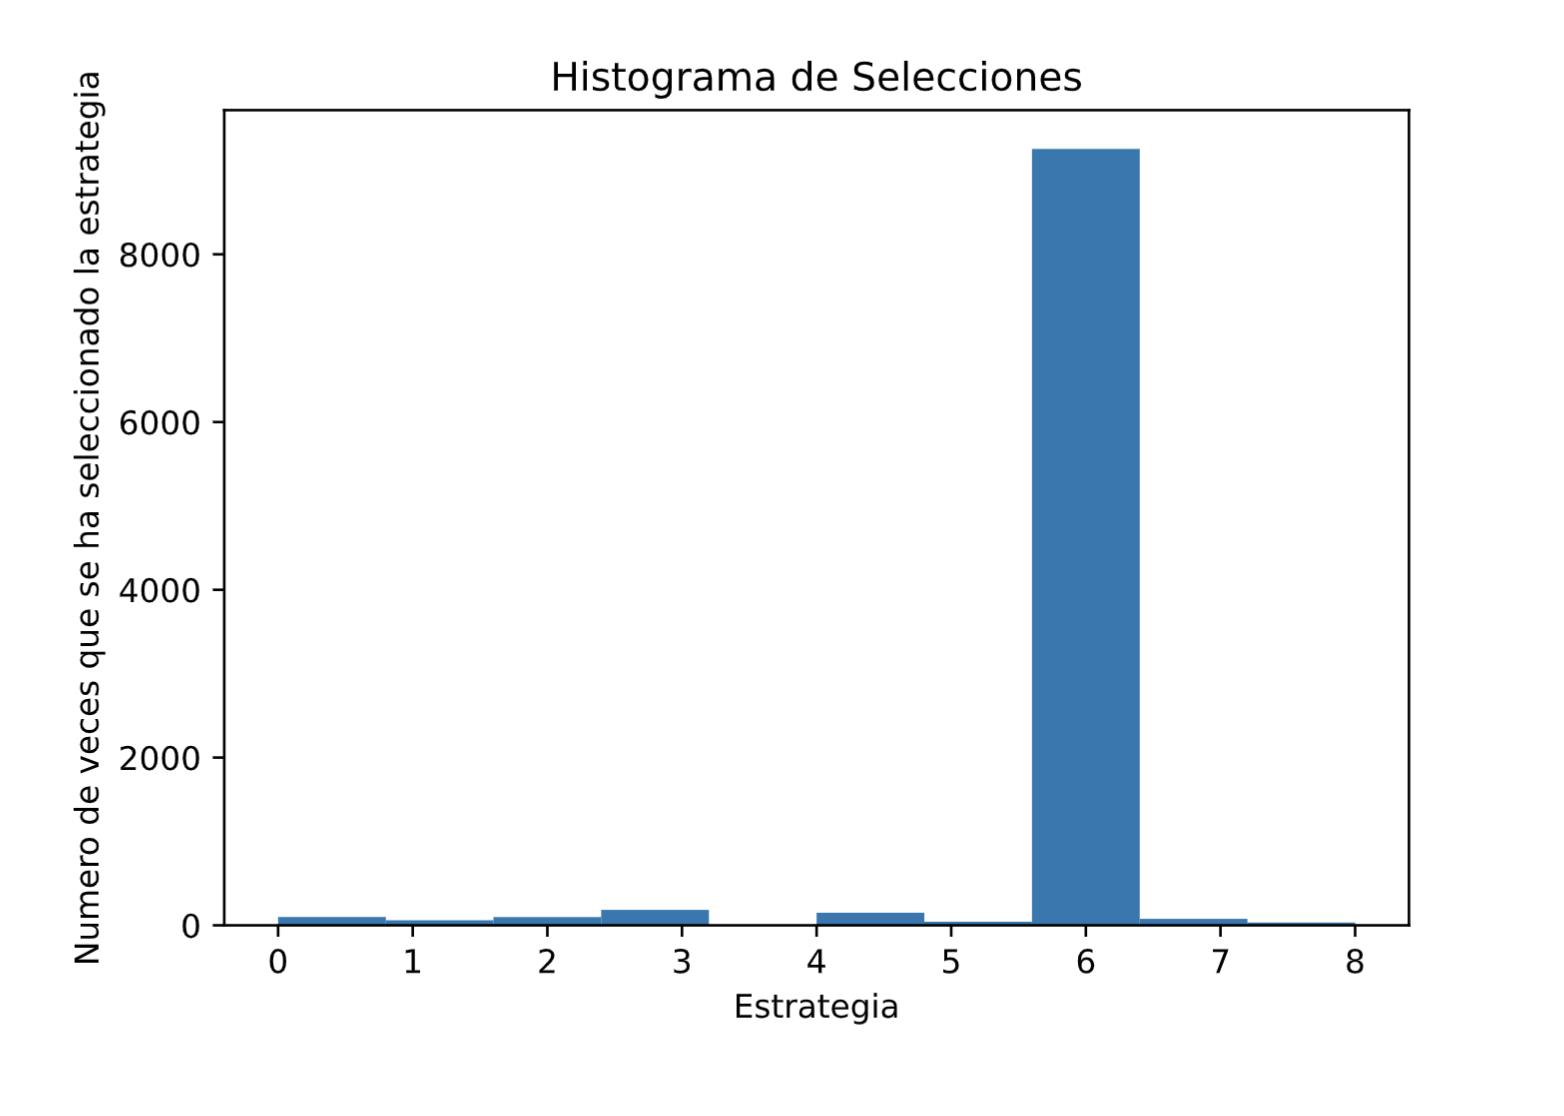 Histograma de Selecciones
Numero de veces que se ha seleccionado la estrategia
8000
6000
4000
2000
0
0 1 2 3 4 5 6 7 8
Estrategia